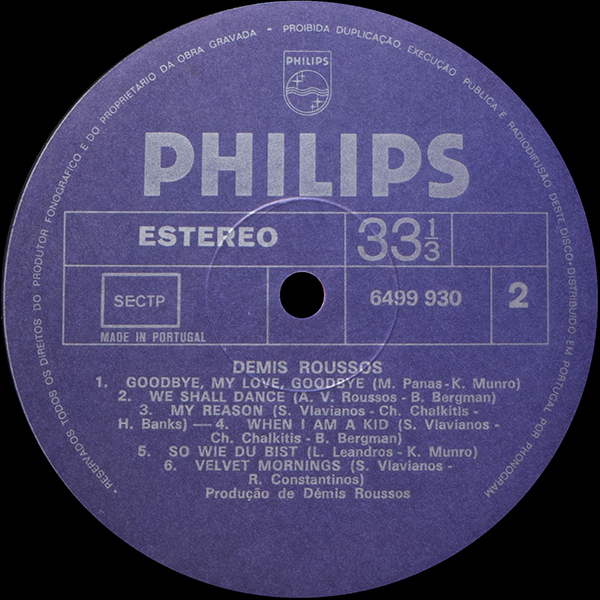 • RESERVADOS TODOS OS DIREITOS DO PRODUTOR FONOGRÁFICO E DO PROPRIETÁRIO DA OBRA GRAVADA - PROIBIDA DUPLICAÇÃO, EXECUÇÃO PÚBLICA E RADIODIFUSÃO DESTE DISCO • DISTRIBUÍDO EM PORTUGAL POR PHONOGRAM
PHILIPS
PHILIPS
ESTEREO
33 1/3
SECTP
6499 930
2
MADE IN PORTUGAL
DEMIS ROUSSOS
1. GOODBYE, MY LOVE, GOODBYE (M. Panas - K. Munro)
2. WE SHALL DANCE (A. V. Roussos - B. Bergman)
3. MY REASON (S. Vlavianos - Ch. Chalkitis -
H. Banks) — 4. WHEN I AM A KID (S. Vlavianos -
Ch. Chalkitis - B. Bergman)
5. SO WIE DU BIST (L. Leandros - K. Munro)
6. VELVET MORNINGS (S. Vlavianos -
R. Constantinos)
Produção de Démis Roussos